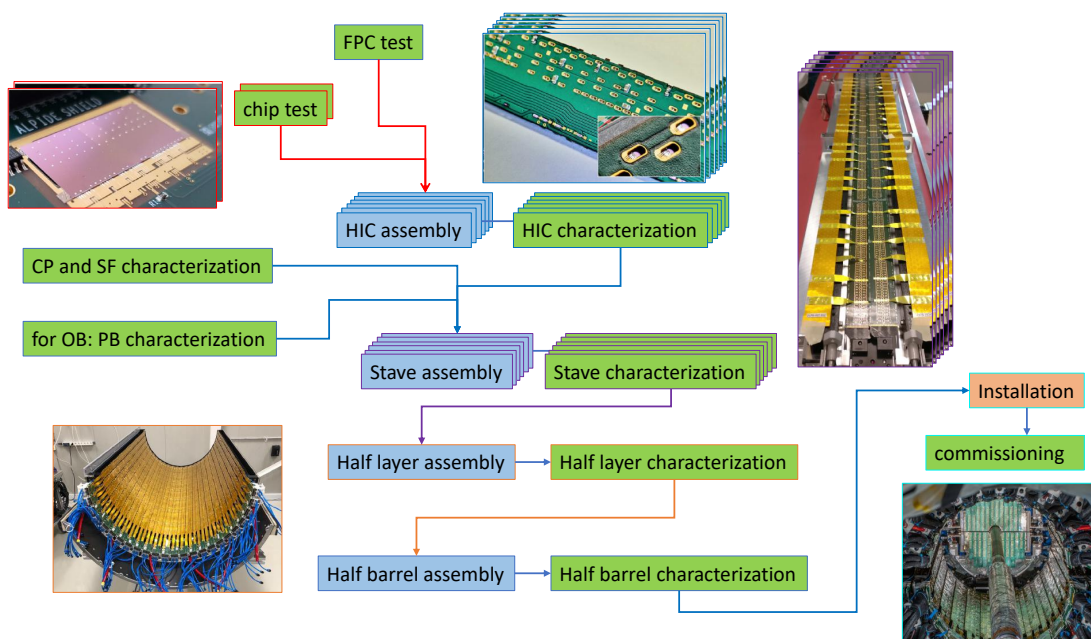 FPC test
chip test
ALPIDE SHIELD
HIC assembly
HIC characterization
CP and SF characterization
for OB: PB characterization
Stave assembly
Stave characterization
Installation
Half layer assembly
Half layer characterization
commissioning
Half barrel assembly
Half barrel characterization